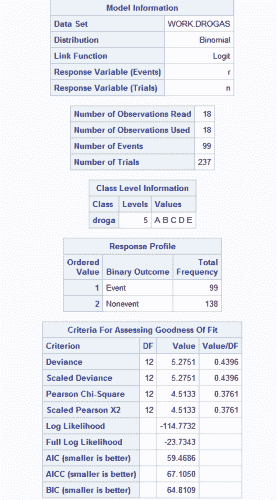 Model Information
Data Set WORK.DROGAS
Distribution Binomial
Link Function Logit
Response Variable (Events) r
Response Variable (Trials) n
Number of Observations Read 18
Number of Observations Used 18
Number of Events 99
Number of Trials 237
Class Level Information
Class Levels Values
droga 5 A B C D E
Response Profile
Ordered Value Binary Outcome Total Frequency
1 Event 99
2 Nonevent 138
Criteria For Assessing Goodness Of Fit
Criterion DF Value Value/DF
Deviance 12 5.2751 0.4396
Scaled Deviance 12 5.2751 0.4396
Pearson Chi-Square 12 4.5133 0.3761
Scaled Pearson X2 12 4.5133 0.3761
Log Likelihood -114.7732
Full Log Likelihood -23.7343
AIC (smaller is better) 59.4686
AICC (smaller is better) 67.1050
BIC (smaller is better) 64.8109